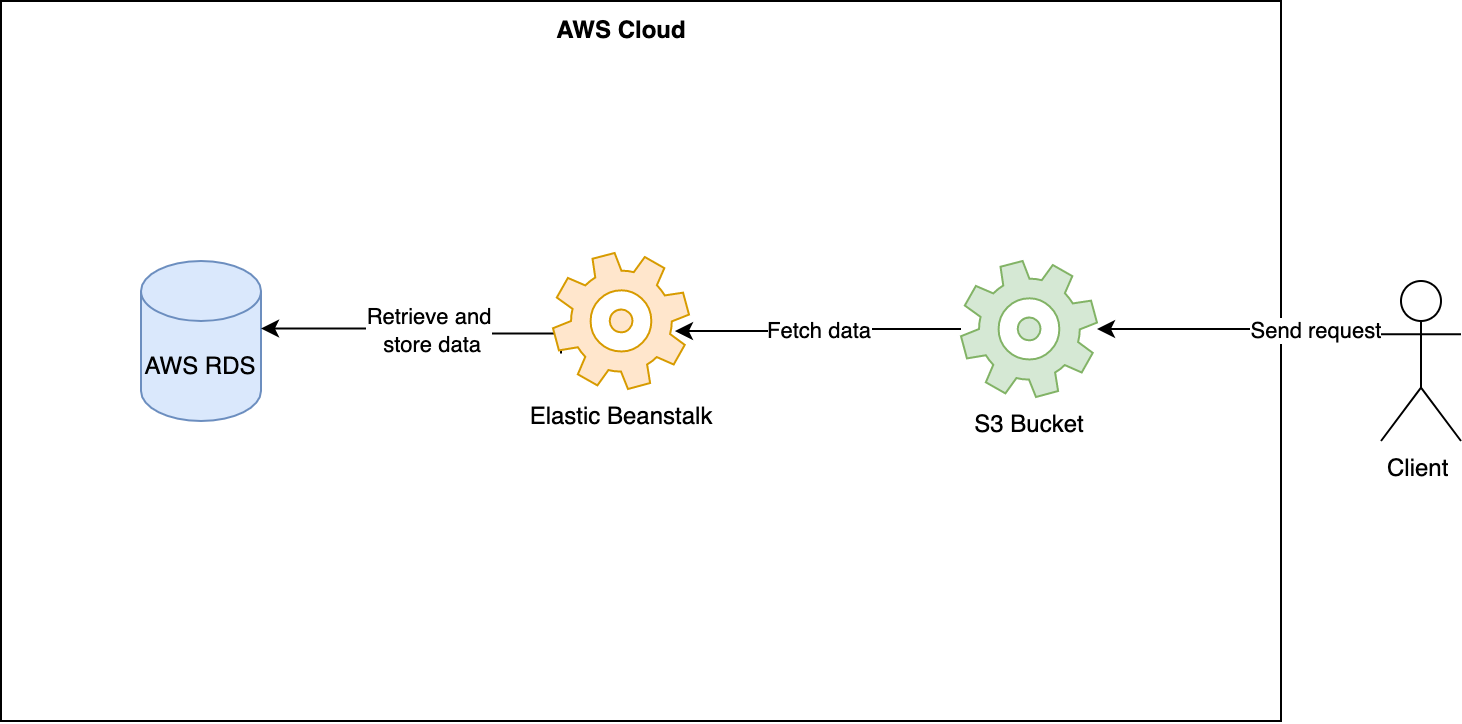 AWS Cloud
Retrieve and
store data
Fetch data
Send request
AWS RDS
Elastic Beanstalk
S3 Bucket
Client